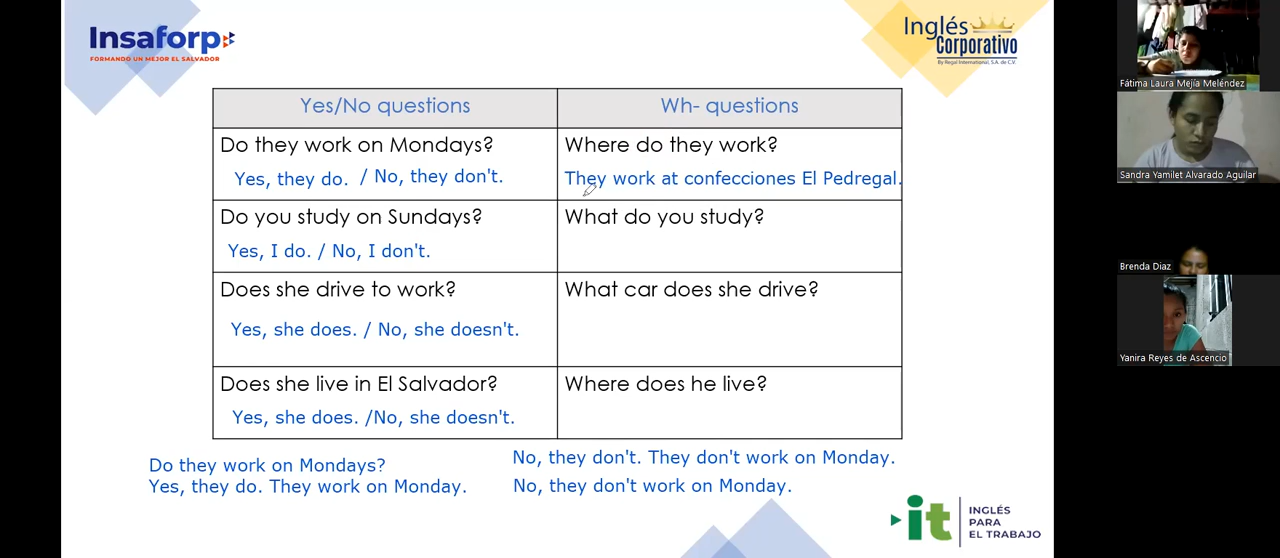 Insaforp
FORMANDO UN MEJOR EL SALVADOR
Inglés
Corporativo
By Regal International, S.A. de C.V.
Yes/No questions
Wh- questions
Do they work on Mondays?
Yes, they do. / No, they don't.
Where do they work?
They work at confecciones El Pedregal.
Do you study on Sundays?
Yes, I do. / No, I don't.
What do you study?
Does she drive to work?
Yes, she does. / No, she doesn't.
What car does she drive?
Does she live in El Salvador?
Yes, she does. /No, she doesn't.
Where does he live?
Do they work on Mondays?
Yes, they do. They work on Monday.
No, they don't. They don't work on Monday.
No, they don't work on Monday.
it
INGLÉS
PARA
EL TRABAJO
Fátima Laura Mejía Meléndez
Sandra Yamilet Alvarado Aguilar
Brenda Diaz
Yanira Reyes de Ascencio